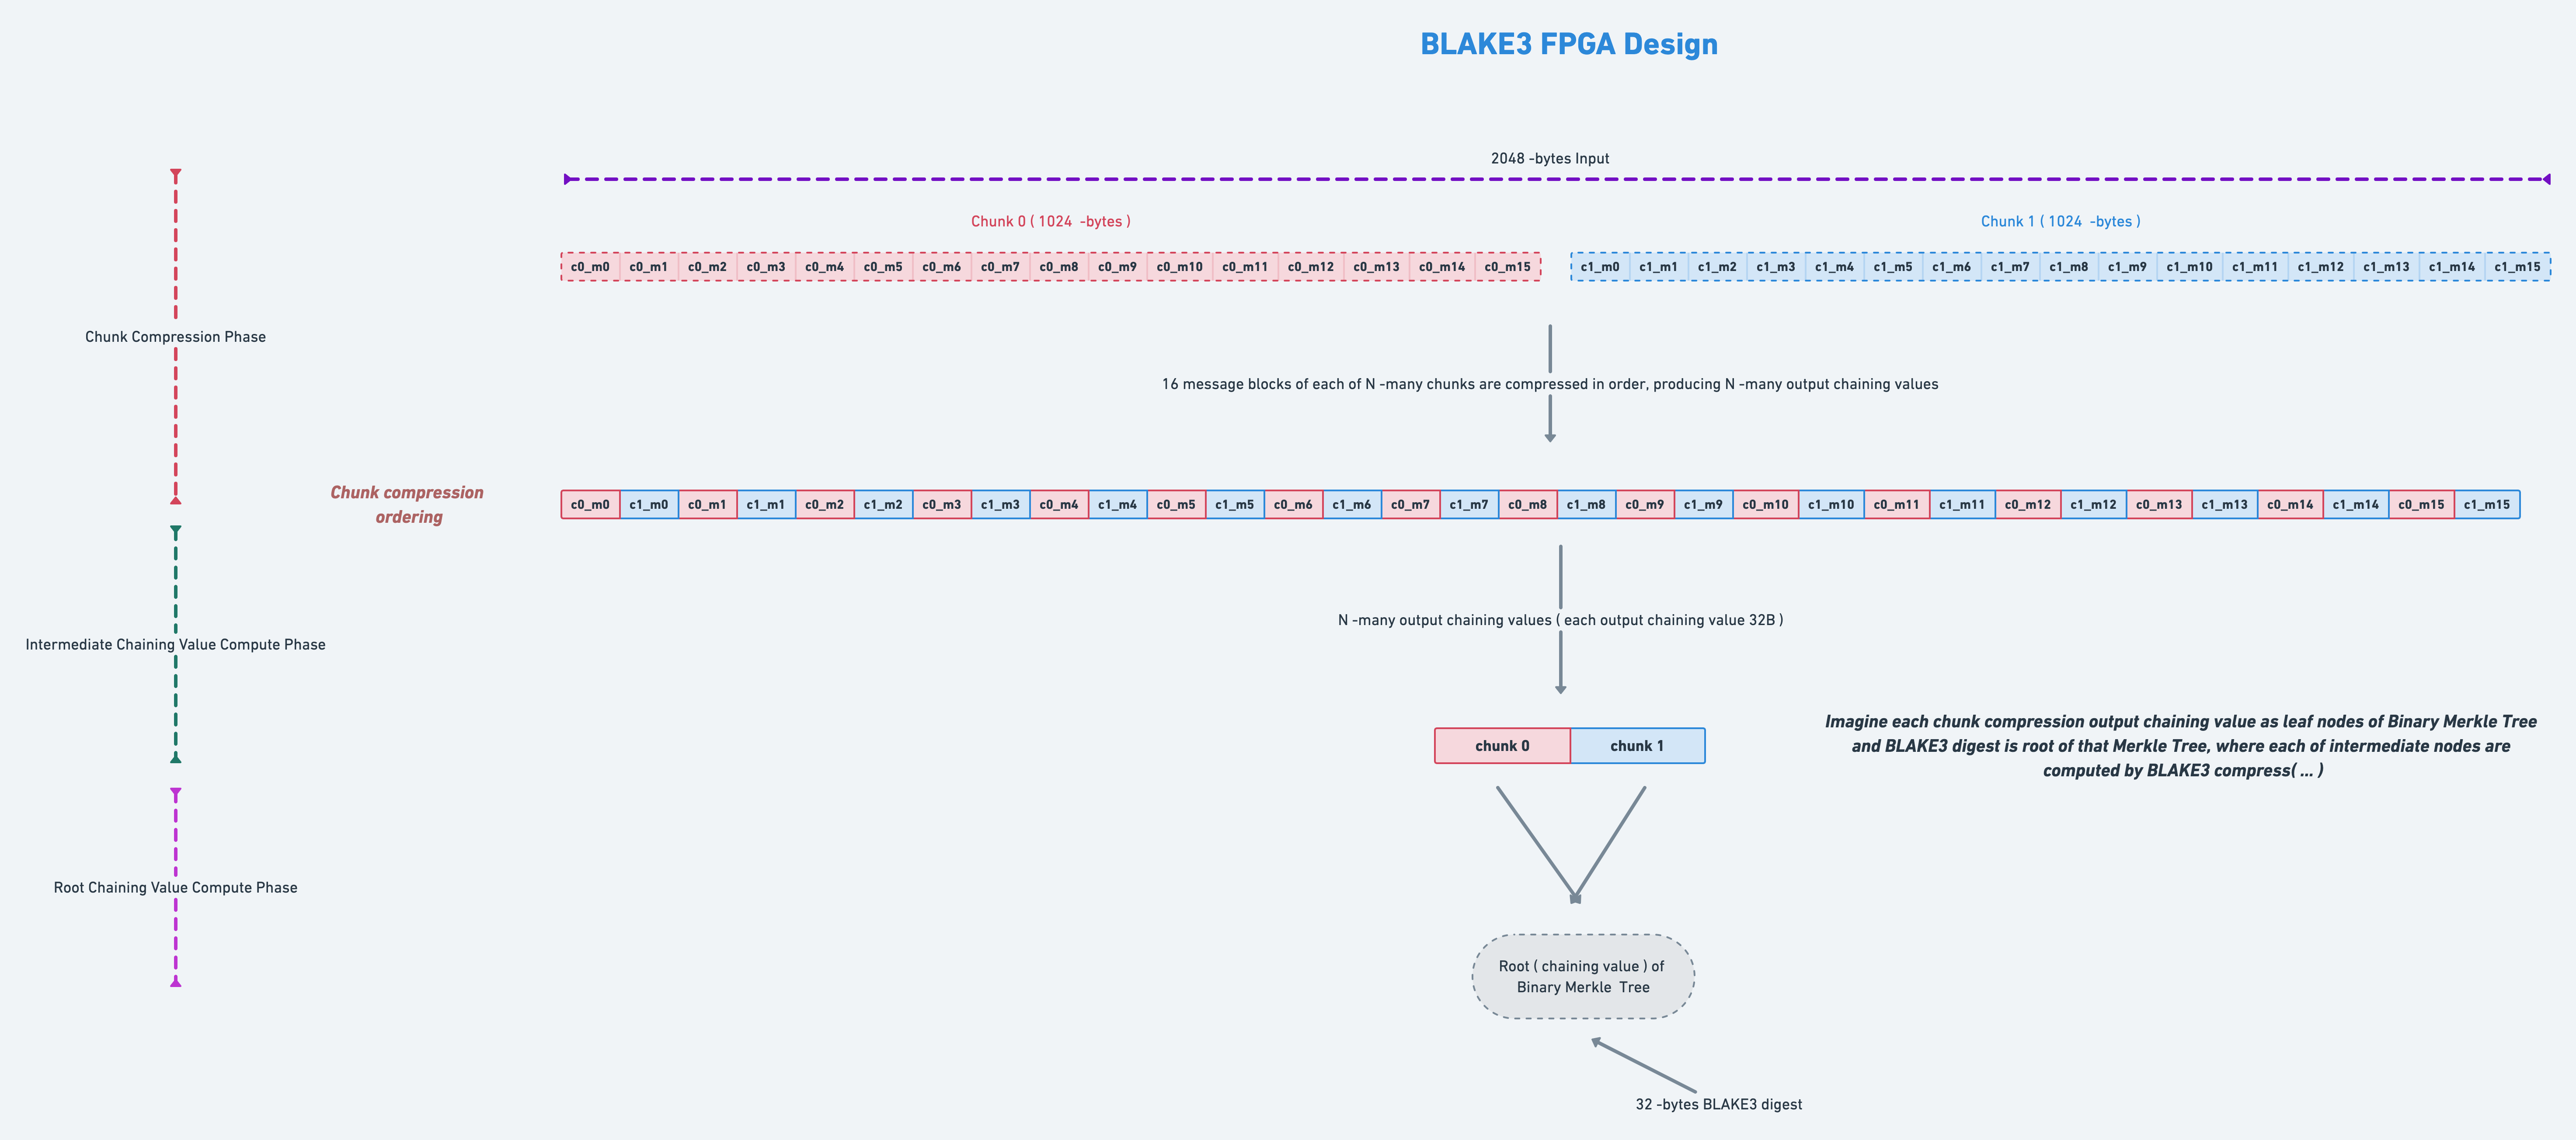 BLAKE3 FPGA Design
2048 -bytes Input
Chunk 0 ( 1024 -bytes )
Chunk 1 ( 1024 -bytes )
c0_m0 c0_m1 c0_m2 c0_m3 c0_m4 c0_m5 c0_m6 c0_m7 c0_m8 c0_m9 c0_m10 c0_m11 c0_m12 c0_m13 c0_m14 c0_m15
c1_m0 c1_m1 c1_m2 c1_m3 c1_m4 c1_m5 c1_m6 c1_m7 c1_m8 c1_m9 c1_m10 c1_m11 c1_m12 c1_m13 c1_m14 c1_m15
Chunk Compression Phase
16 message blocks of each of N -many chunks are compressed in order, producing N -many output chaining values
Chunk compression
ordering
c0_m0 c1_m0 c0_m1 c1_m1 c0_m2 c1_m2 c0_m3 c1_m3 c0_m4 c1_m4 c0_m5 c1_m5 c0_m6 c1_m6 c0_m7 c1_m7 c0_m8 c1_m8 c0_m9 c1_m9 c0_m10 c1_m10 c0_m11 c1_m11 c0_m12 c1_m12 c0_m13 c1_m13 c0_m14 c1_m14 c0_m15 c1_m15
N -many output chaining values ( each output chaining value 32B )
Intermediate Chaining Value Compute Phase
chunk 0
chunk 1
Imagine each chunk compression output chaining value as leaf nodes of Binary Merkle Tree
and BLAKE3 digest is root of that Merkle Tree, where each of intermediate nodes are
computed by BLAKE3 compress( ... )
Root Chaining Value Compute Phase
Root ( chaining value ) of
Binary Merkle Tree
32 -bytes BLAKE3 digest